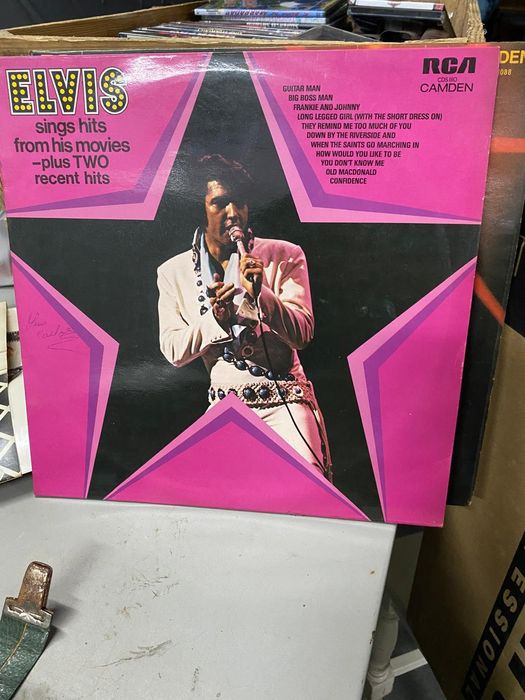 ELVIS
sings hits
from his movies
–plus TWO
recent hits
RCA
CDS 1110
CAMDEN
GUITAR MAN
BIG BOSS MAN
FRANKIE AND JOHNNY
LONG LEGGED GIRL (WITH THE SHORT DRESS ON)
THEY REMIND ME TOO MUCH OF YOU
DOWN BY THE RIVERSIDE AND
WHEN THE SAINTS GO MARCHING IN
HOW WOULD YOU LIKE TO BE
YOU DON'T KNOW ME
OLD MACDONALD
CONFIDENCE
DEN
088
ESSION